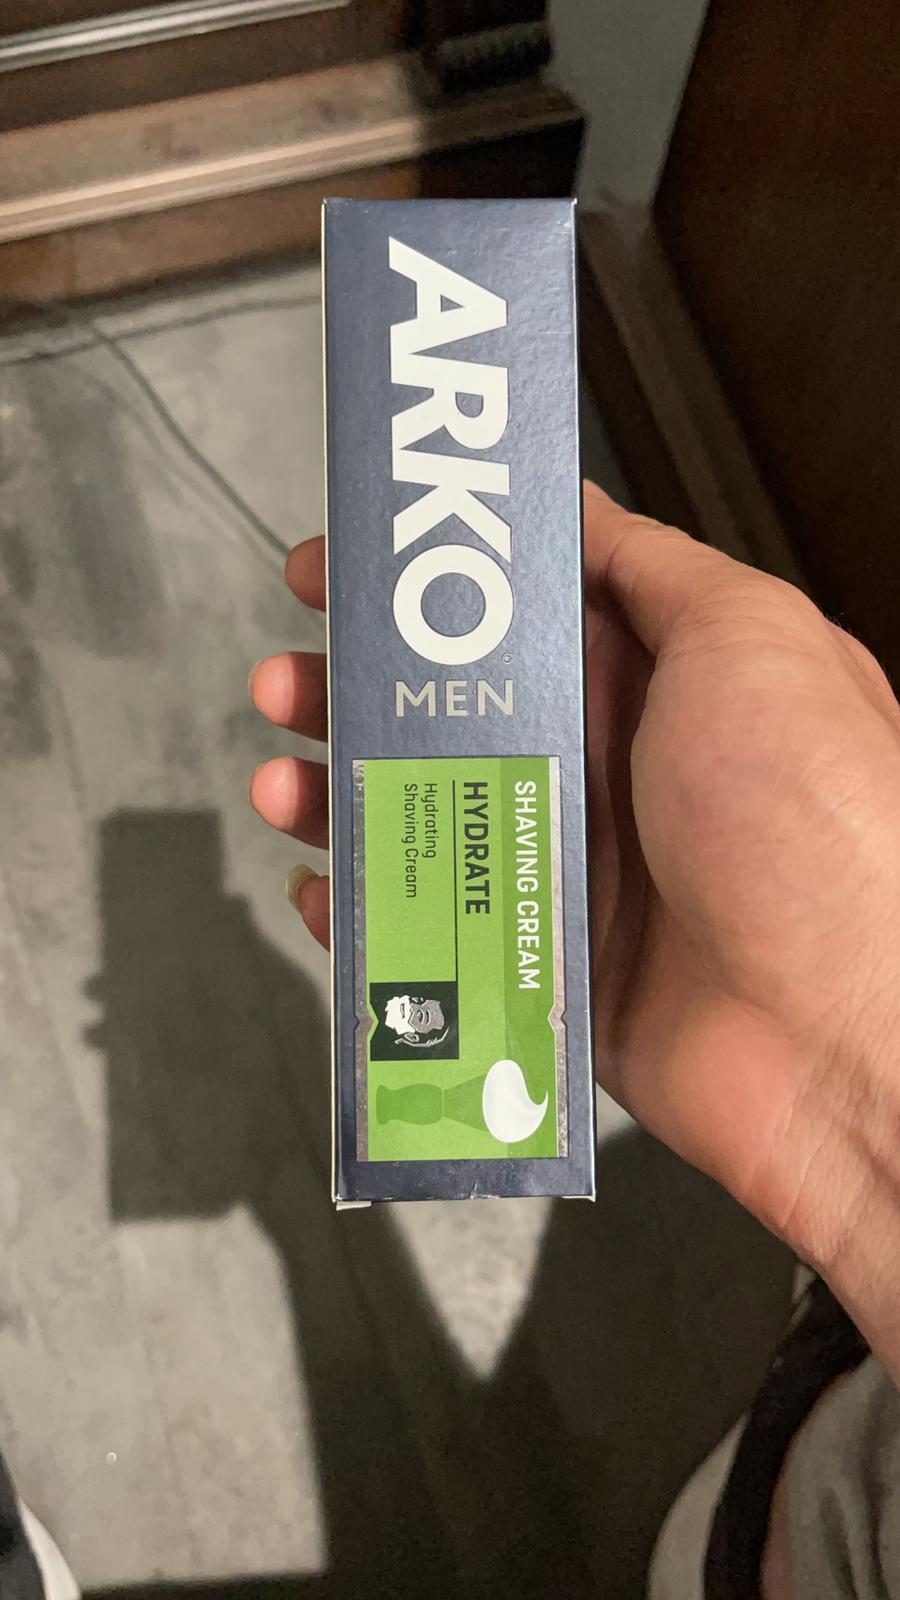 ARKO®
MEN
SHAVING CREAM
HYDRATE
Hydrating
Shaving Cream